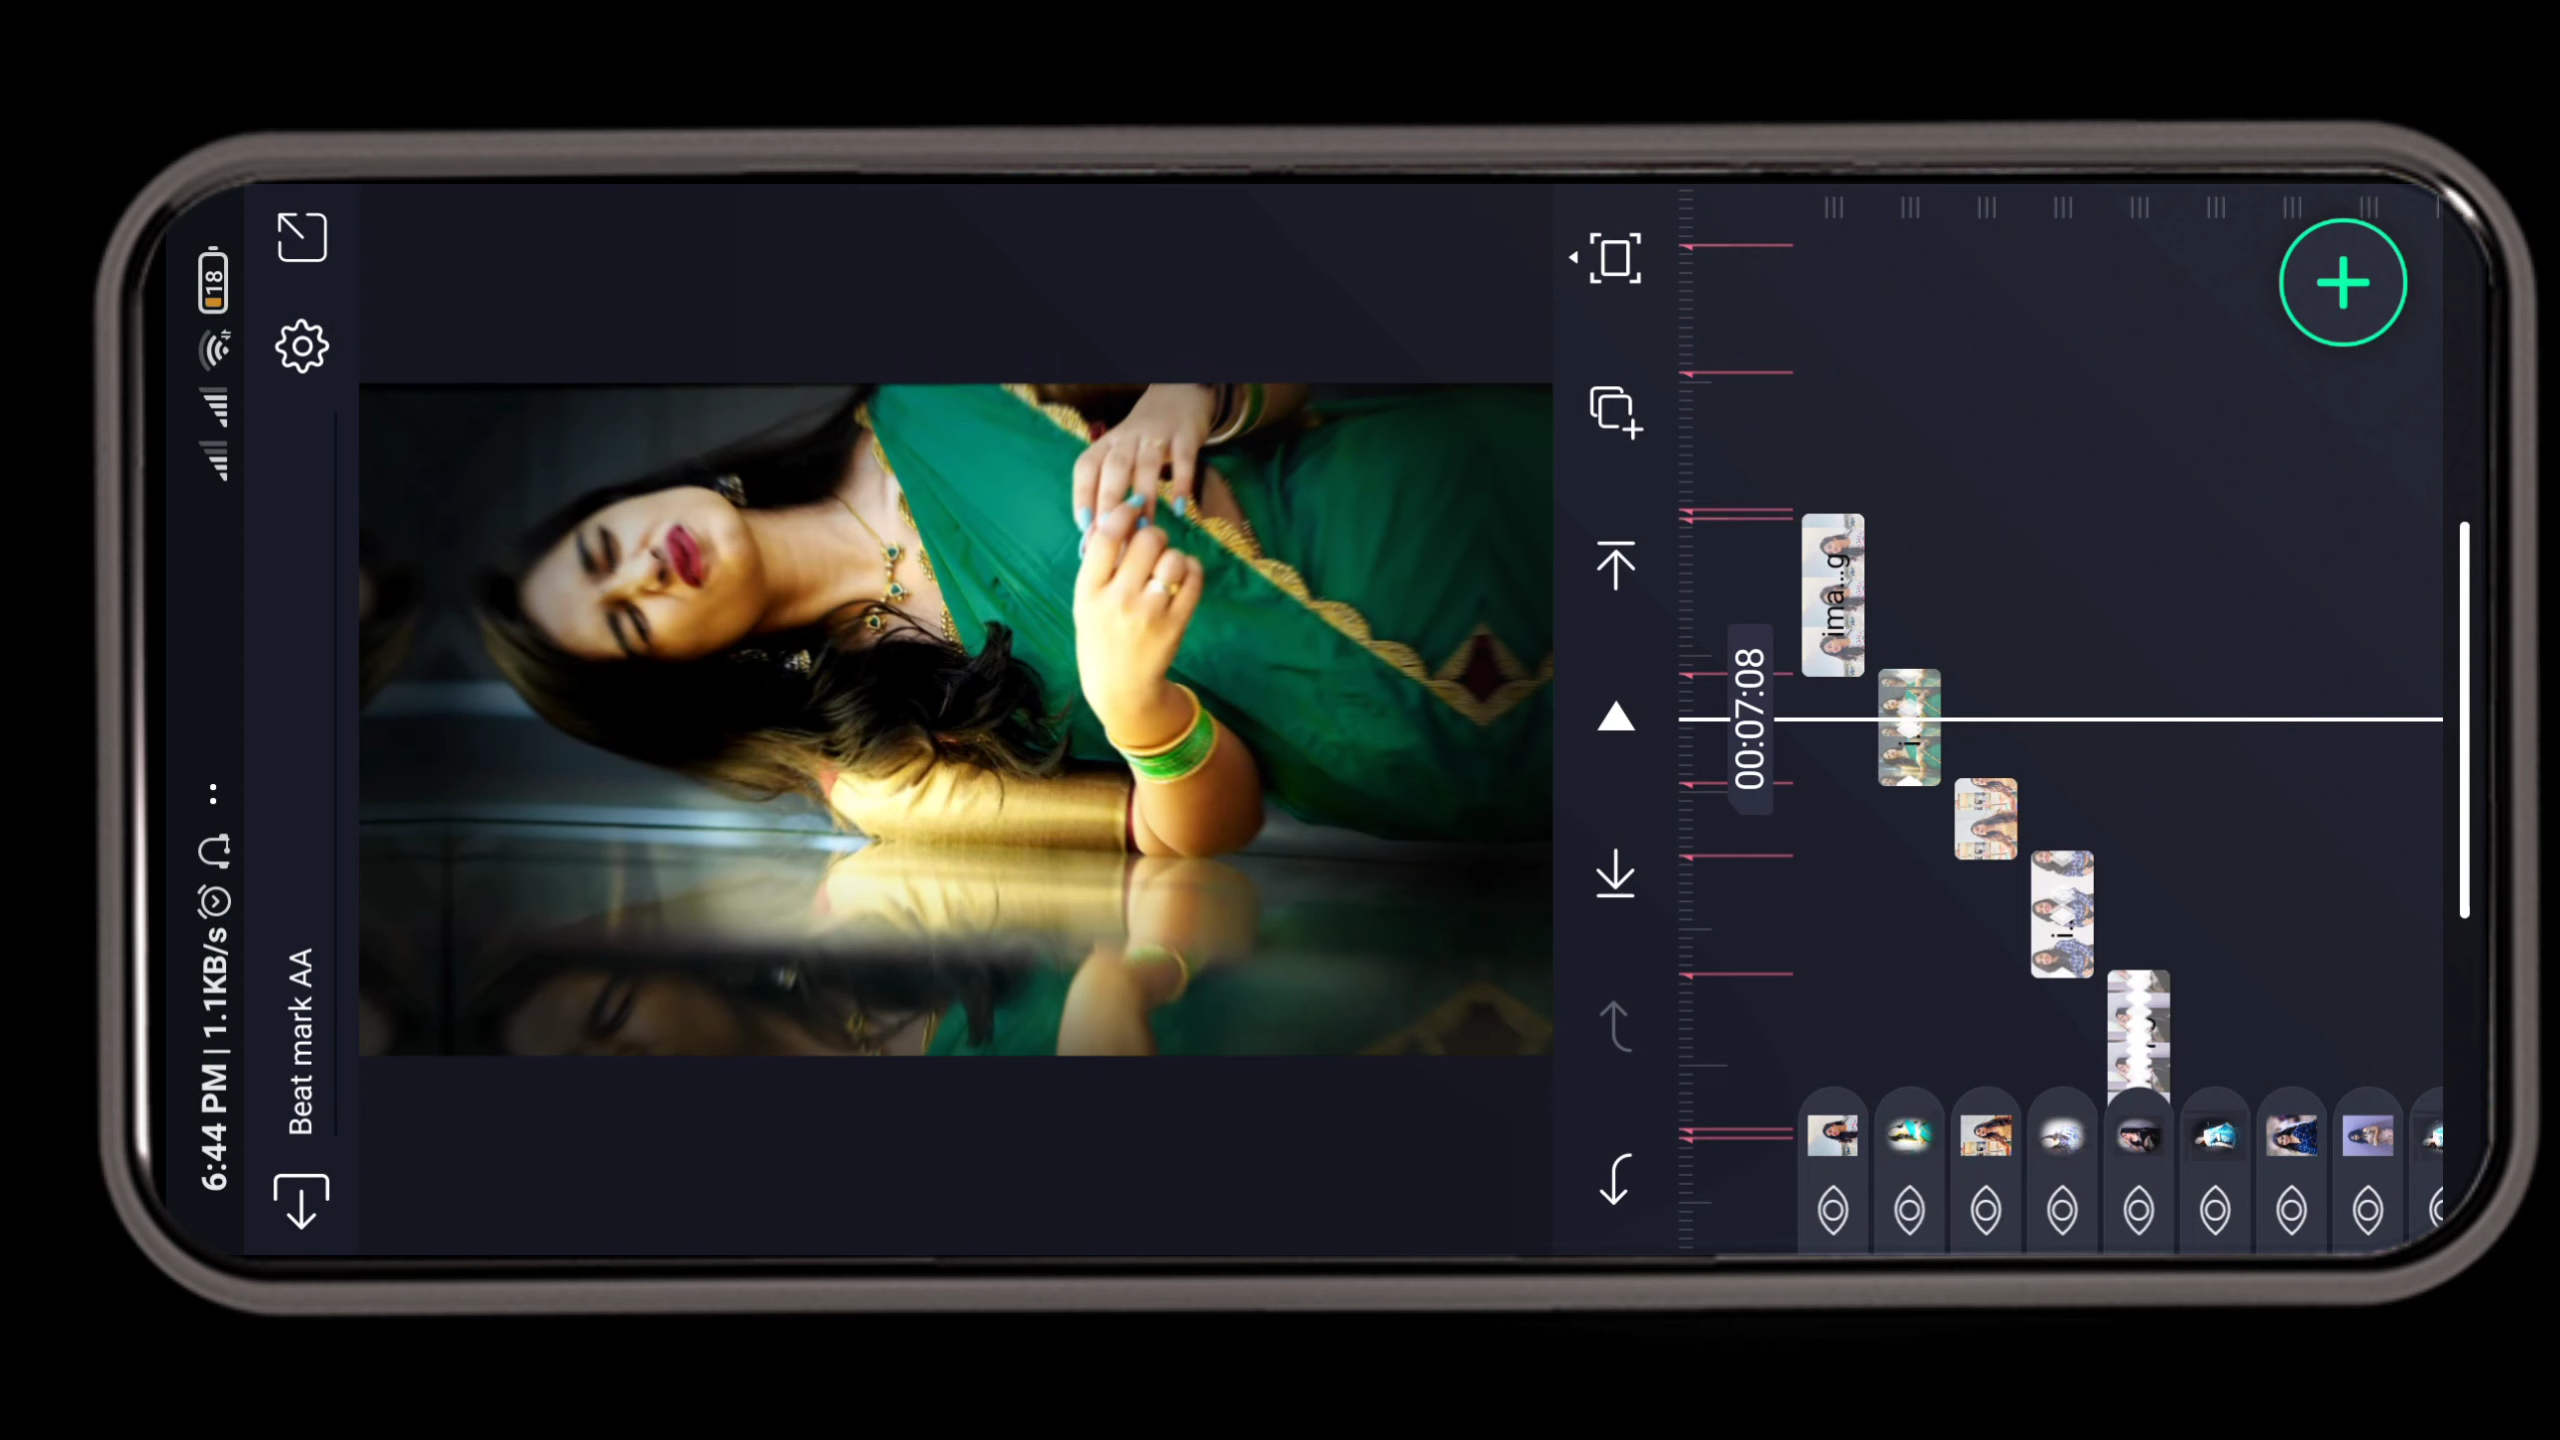 6:44 PM | 1.1KB/s
18
Beat mark AA
00:07:08
ima...g
i.
i.